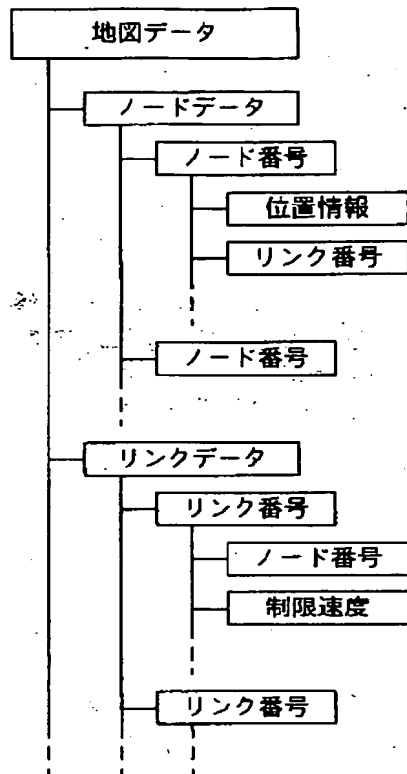 地図データ
ノードデータ
ノード番号
位置情報
リンク番号
ノード番号
リンクデータ
リンク番号
ノード番号
制限速度
リンク番号